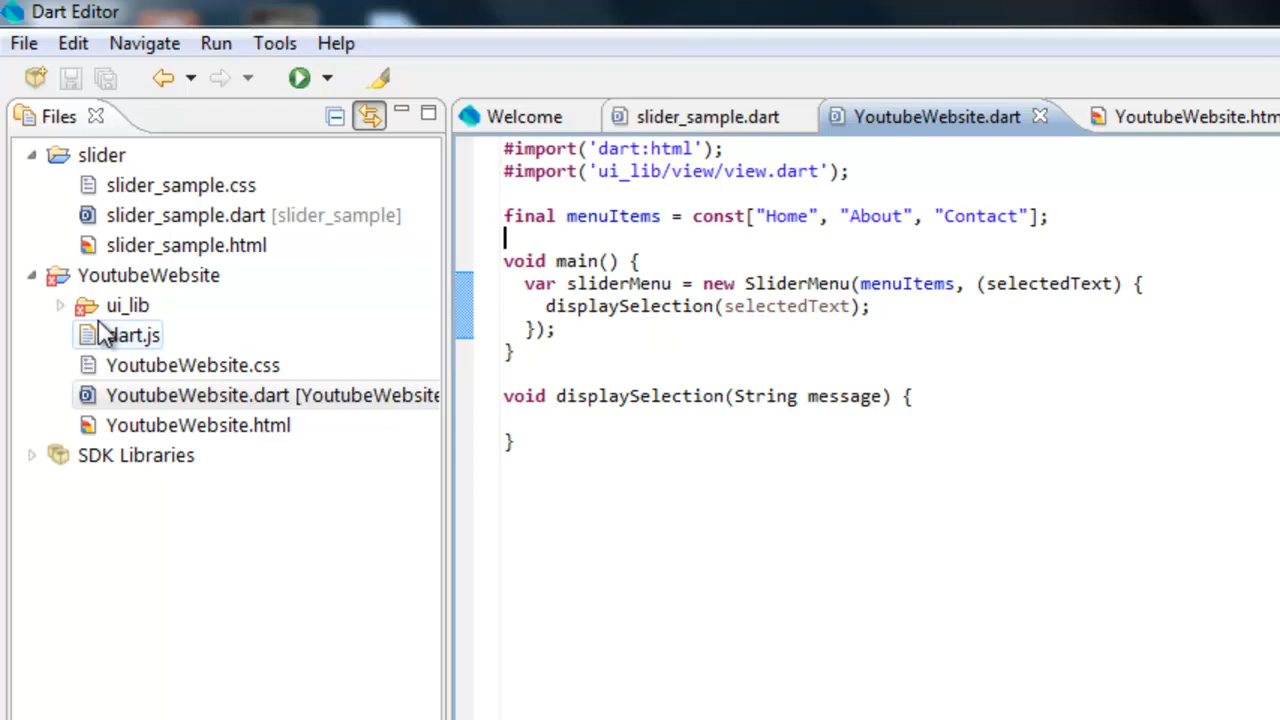 Dart Editor
File Edit Navigate Run Tools Help
Files
Welcome slider_sample.dart YoutubeWebsite.dart YoutubeWebsite.htm
slider
slider_sample.css
slider_sample.dart [slider_sample]
slider_sample.html
YoutubeWebsite
ui_lib
dart.js
YoutubeWebsite.css
YoutubeWebsite.dart [YoutubeWebsite
YoutubeWebsite.html
SDK Libraries
#import('dart:html');
#import('ui_lib/view/view.dart');
final menuItems = const["Home", "About", "Contact"];
void main() {
var sliderMenu = new SliderMenu(menuItems, (selectedText) {
displaySelection(selectedText);
});
}
void displaySelection(String message) {
}